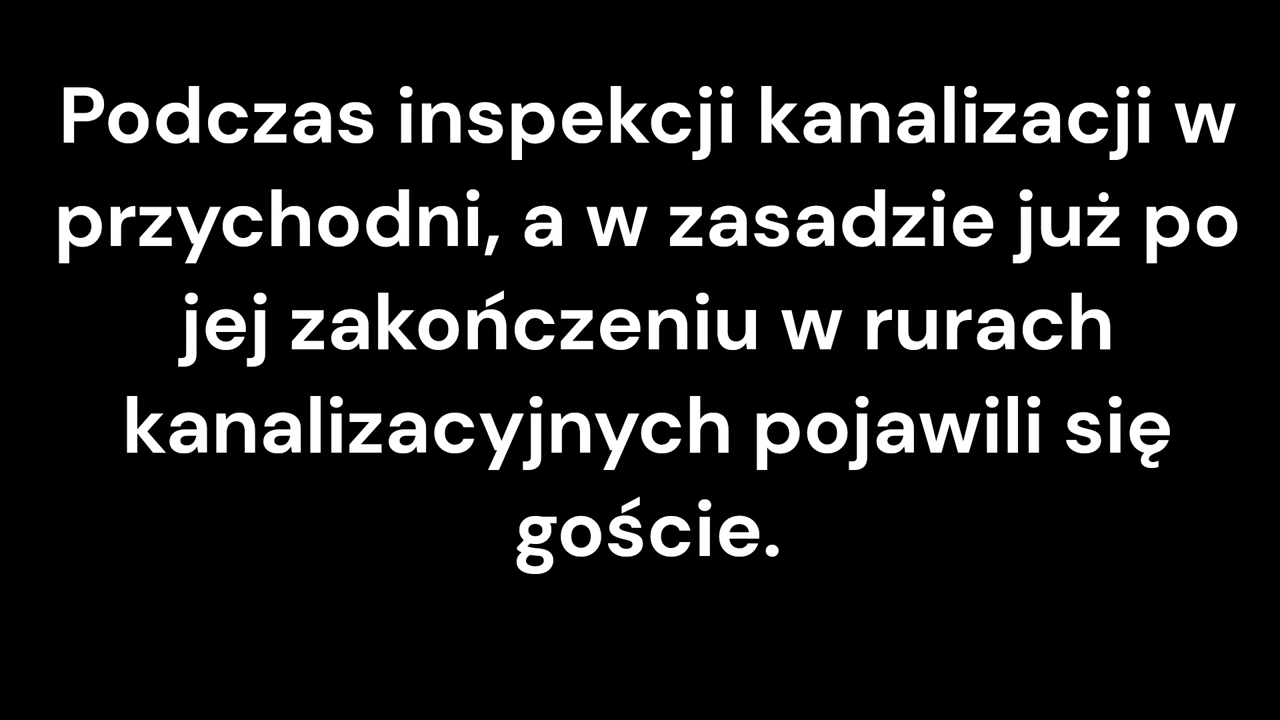 Podczas inspekcji kanalizacji w
przychodni, a w zasadzie już po
jej zakończeniu w rurach
kanalizacyjnych pojawili się
goście.